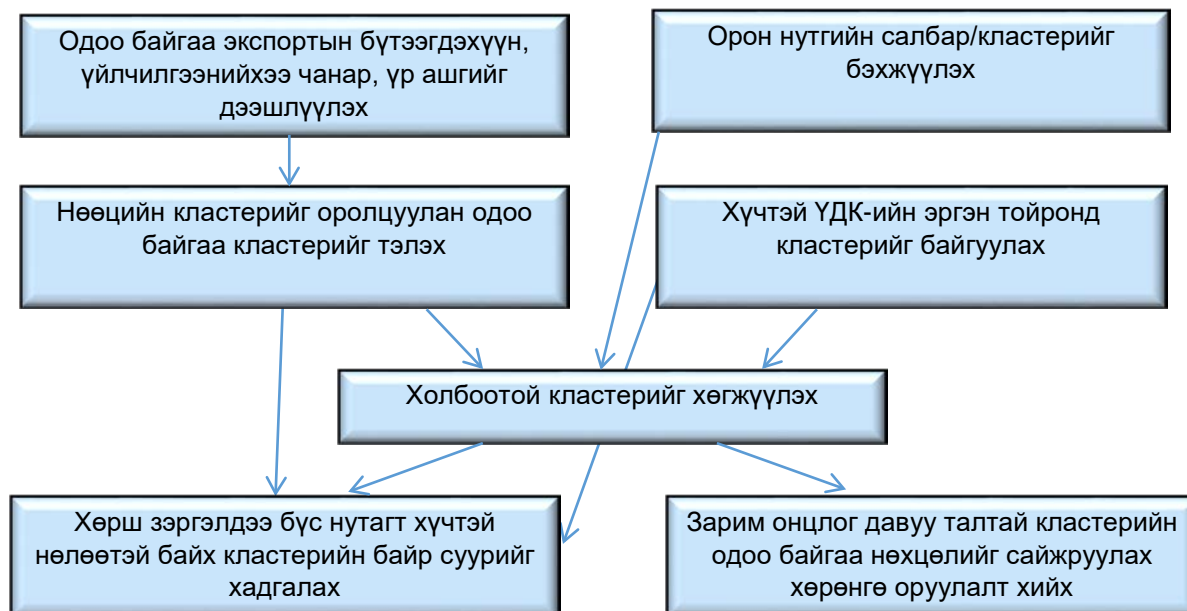 Одоо байгаа экспортын бүтээгдэхүүн,
үйлчилгээнийхээ чанар, үр ашгийг
дээшлүүлэх
Орон нутгийн салбар/кластерийг
бэхжүүлэх
Нөөцийн кластерийг оролцуулан одоо
байгаа кластерийг тэлэх
Хүчтэй ҮДК-ийн эргэн тойронд
кластерийг байгуулах
Холбоотой кластерийг хөгжүүлэх
Хөрш зэргэлдээ бүс нутагт хүчтэй
нөлөөтэй байх кластерийн байр суурийг
хадгалах
Зарим онцлог давуу талтай кластерийн
одоо байгаа нөхцөлийг сайжруулах
хөрөнгө оруулалт хийх